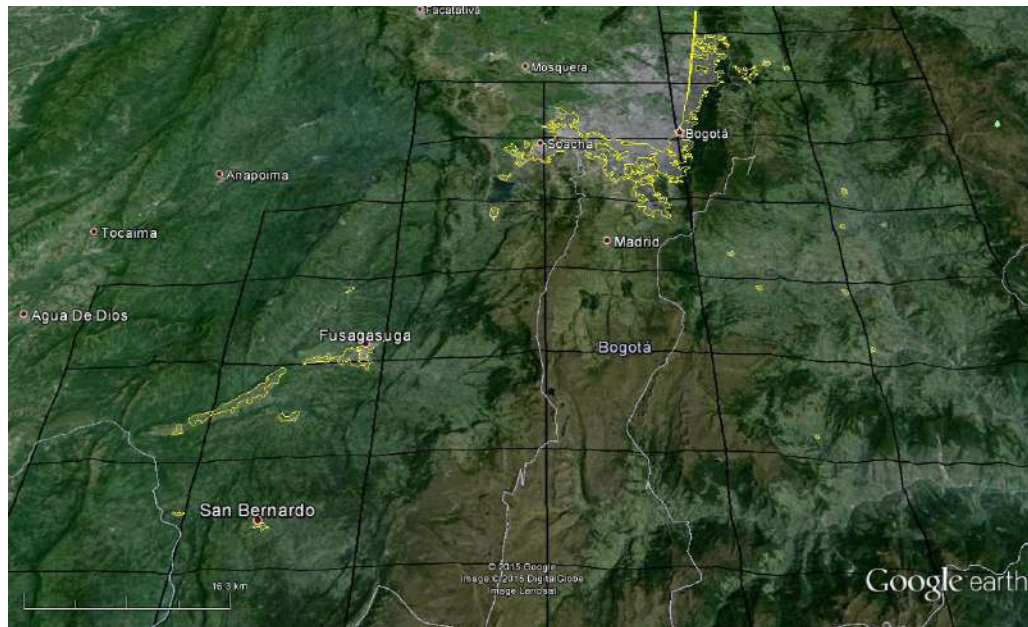 Facatativá
Mosquera
Bogotá
Soacha
Anapoima
Tocaima
Madrid
Agua De Dios
Fusagasuga
Bogotá
San Bernardo
© 2015 Google
Image © 2015 DigitalGlobe
Image Landsat
16.3 km
Google earth